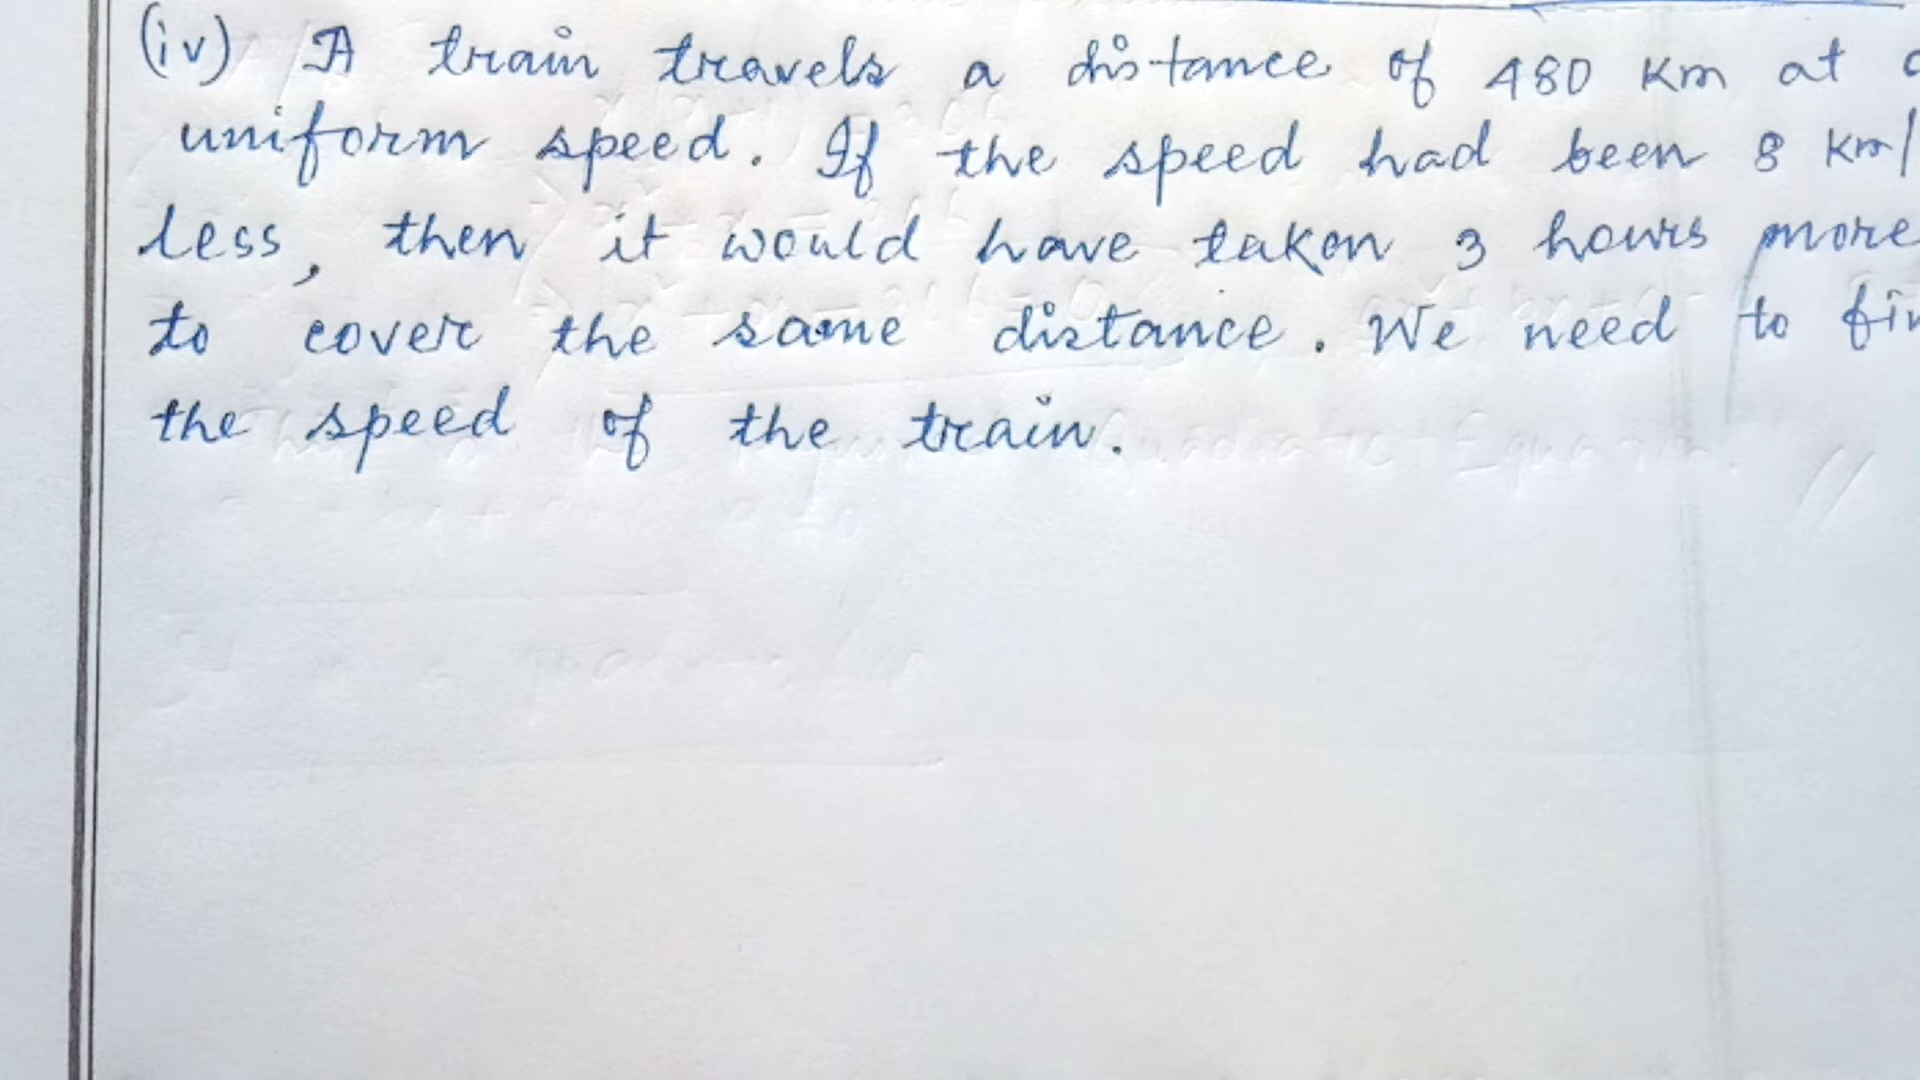 (iv) A train travels a distance of 480 Km at
uniform speed. If the speed had been 8 Km/
less, then it would have taken 3 hours more
to cover the same distance. We need to
the speed of the train.